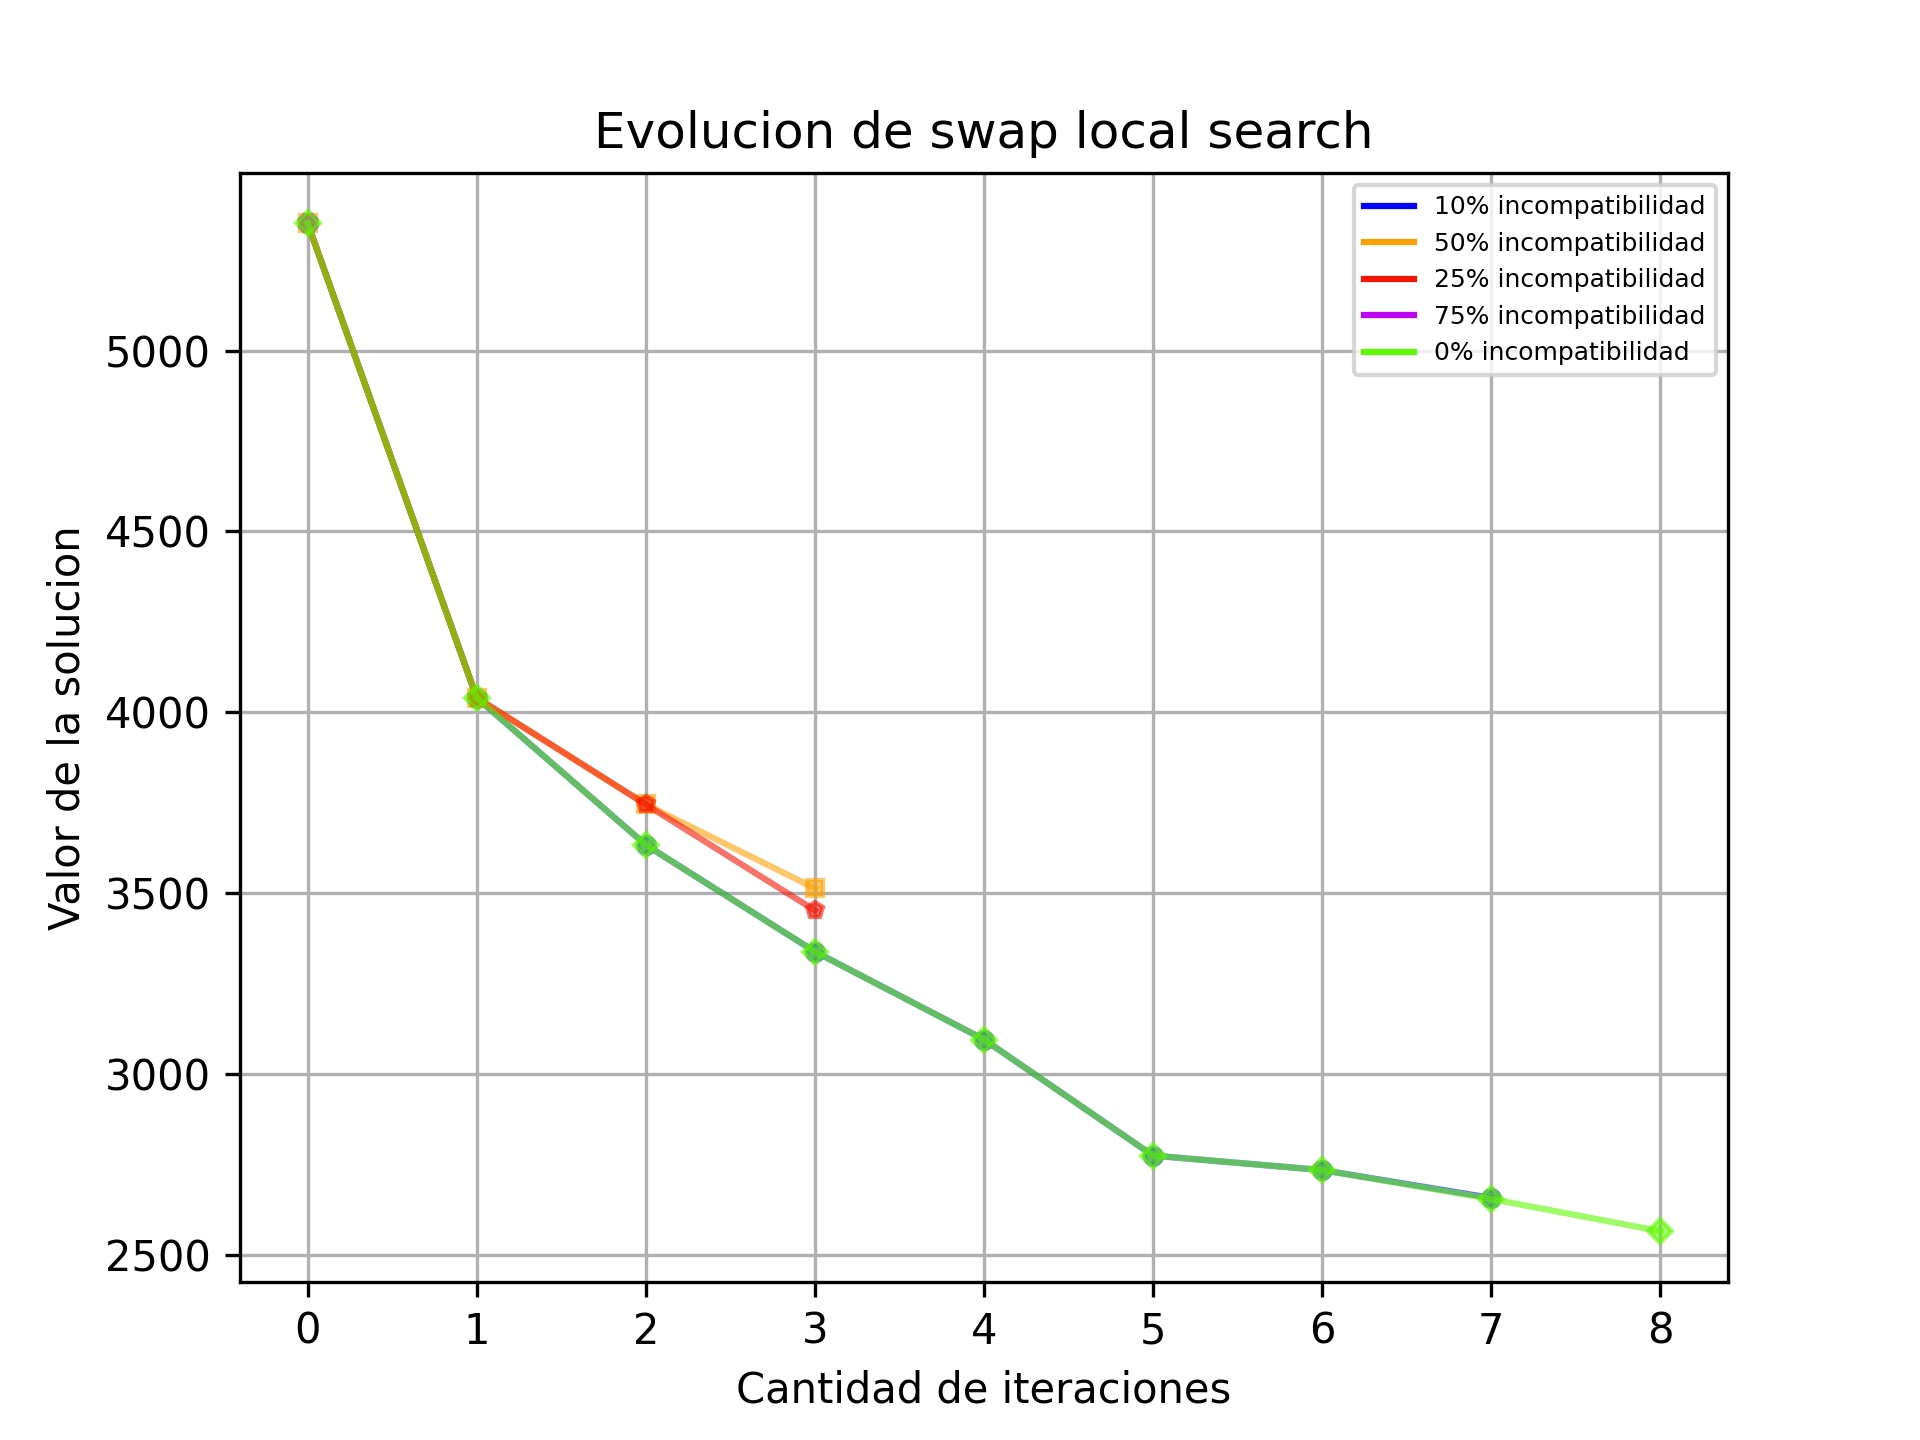 Evolucion de swap local search
10% incompatibilidad
50% incompatibilidad
25% incompatibilidad
75% incompatibilidad
0% incompatibilidad
Valor de la solucion
5000
4500
4000
3500
3000
2500
0 1 2 3 4 5 6 7 8
Cantidad de iteraciones